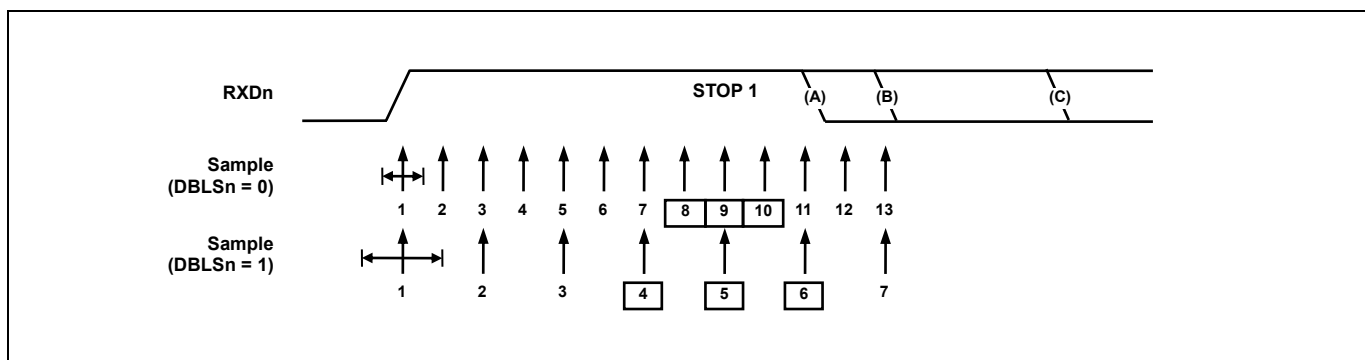 RXDn
STOP 1
(A)
(B)
(C)
Sample
(DBLSn = 0)
1 2 3 4 5 6 7 8 9 10 11 12 13
Sample
(DBLSn = 1)
1 2 3 4 5 6 7